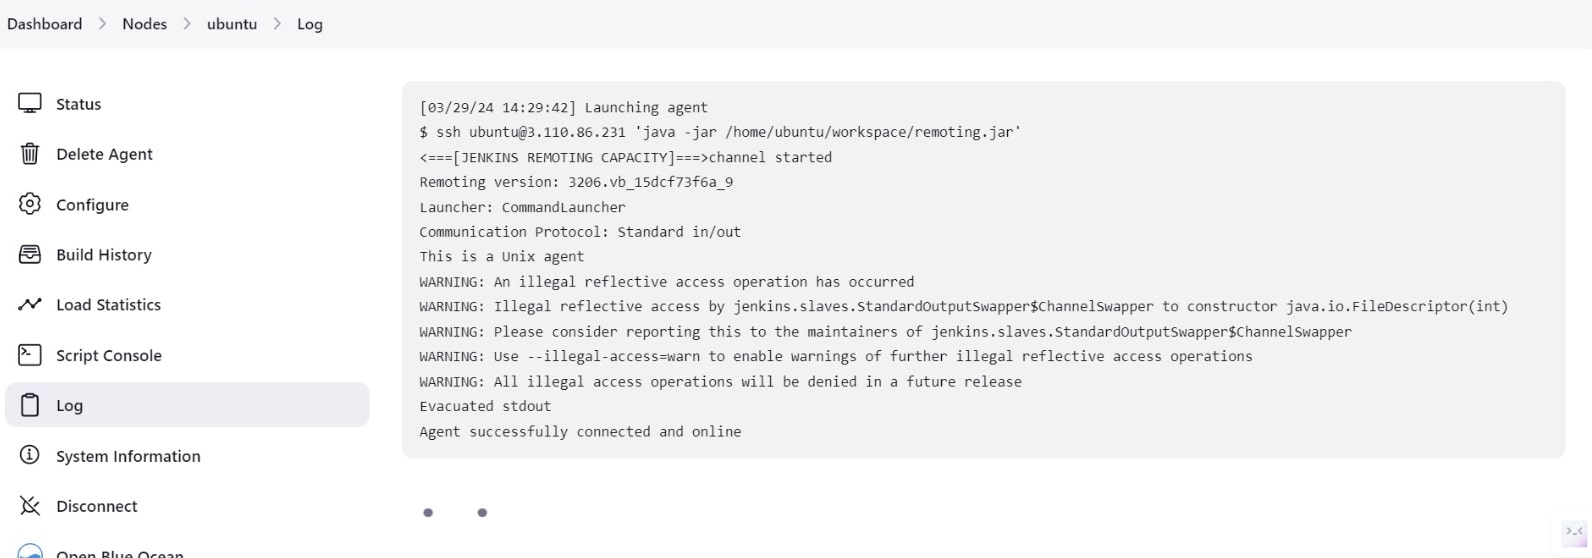 Dashboard > Nodes > ubuntu > Log
Status
Delete Agent
Configure
Build History
Load Statistics
Script Console
Log
System Information
Disconnect
Open Blue Ocean
[03/29/24 14:29:42] Launching agent
$ ssh ubuntu@3.110.86.231 'java -jar /home/ubuntu/workspace/remoting.jar'
<===[JENKINS REMOTING CAPACITY]===>channel started
Remoting version: 3206.vb_15dcf73f6a_9
Launcher: CommandLauncher
Communication Protocol: Standard in/out
This is a Unix agent
WARNING: An illegal reflective access operation has occurred
WARNING: Illegal reflective access by jenkins.slaves.StandardOutputSwapper$ChannelSwapper to constructor java.io.FileDescriptor(int)
WARNING: Please consider reporting this to the maintainers of jenkins.slaves.StandardOutputSwapper$ChannelSwapper
WARNING: Use --illegal-access=warn to enable warnings of further illegal reflective access operations
WARNING: All illegal access operations will be denied in a future release
Evacuated stdout
Agent successfully connected and online